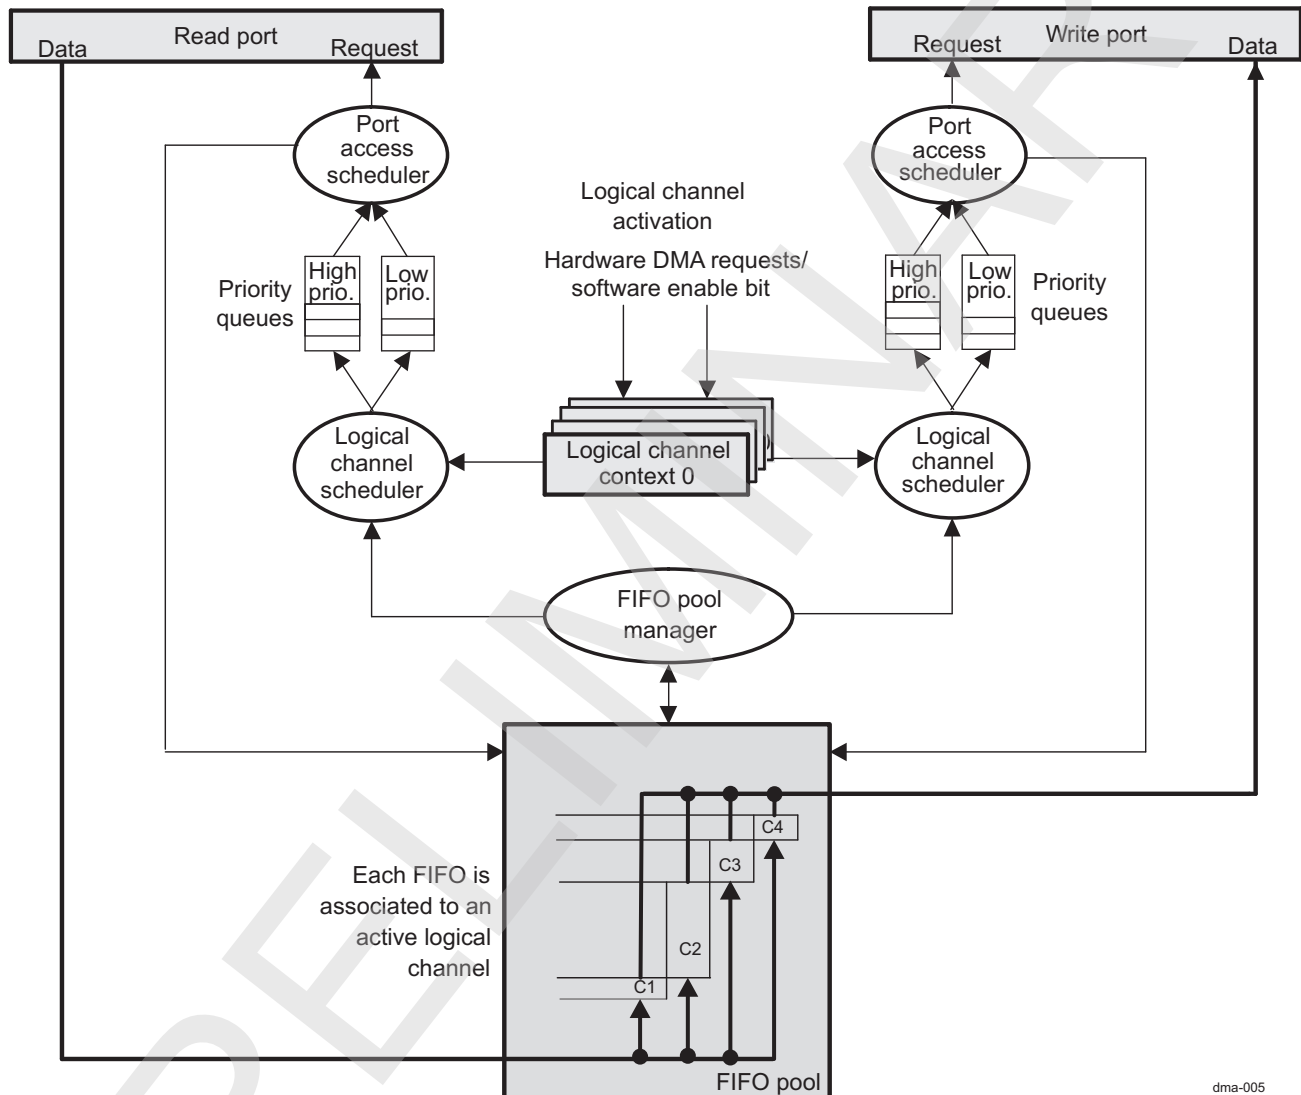 Read port
Data
Request
Write port
Request
Data
Port
access
scheduler
Port
access
scheduler
Logical channel
activation
Hardware DMA requests/
software enable bit
Priority
queues
High
prio.
Low
prio.
High
prio.
Low
prio.
Priority
queues
Logical
channel
scheduler
Logical channel
context 0
Logical
channel
scheduler
FIFO pool
manager
C4
C3
C2
C1
Each FIFO is
associated to an
active logical
channel
FIFO pool
dma-005